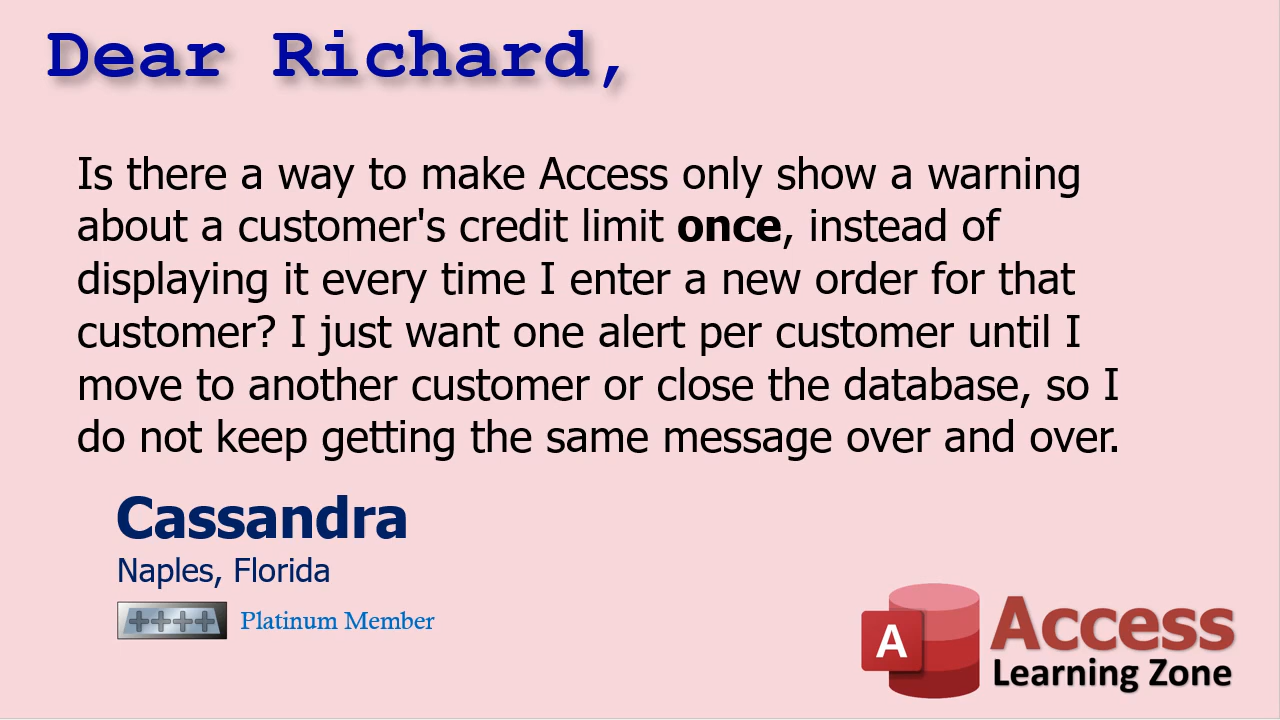 Dear Richard,
Is there a way to make Access only show a warning
about a customer's credit limit once, instead of
displaying it every time I enter a new order for that
customer? I just want one alert per customer until I
move to another customer or close the database, so I
do not keep getting the same message over and over.
Cassandra
Naples, Florida
++++ Platinum Member
A Access
Learning Zone